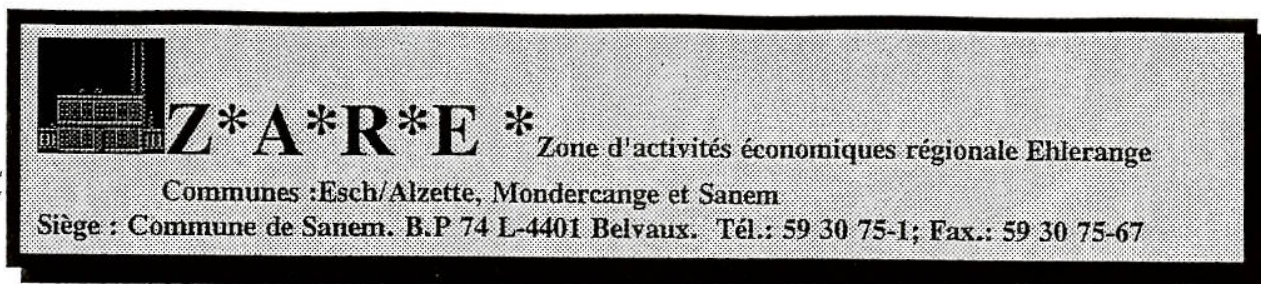 Z*A*R*E *Zone d'activités économiques régionale Ehlerange
Communes :Esch/Alzette, Mondercange et Sanem
Siège : Commune de Sanem. B.P 74 L-4401 Belvaux. Tél.: 59 30 75-1; Fax.: 59 30 75-67